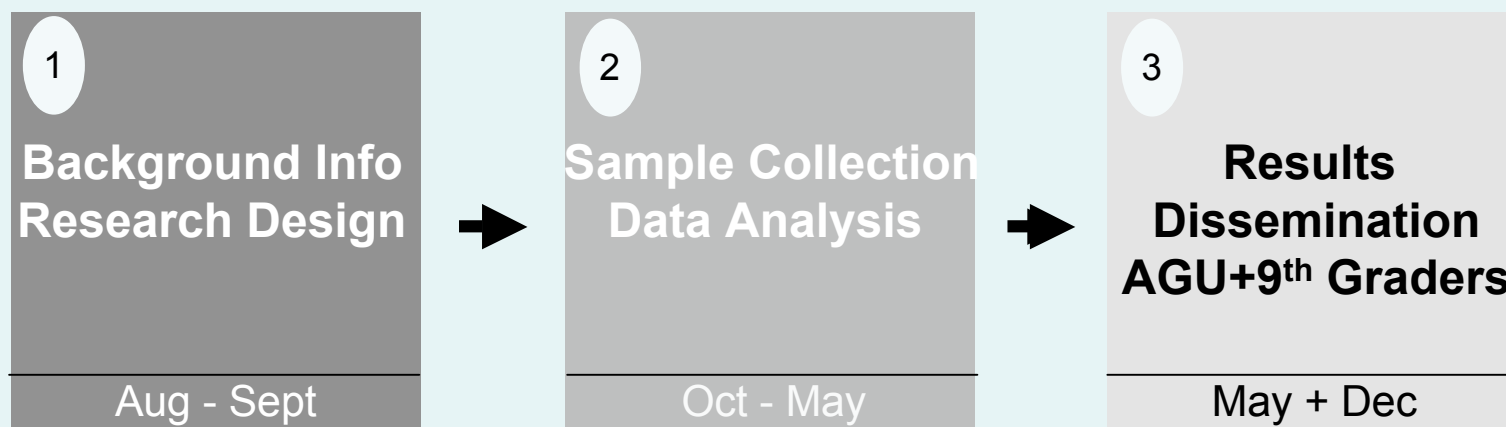 1
Background Info
Research Design
Aug - Sept
2
Sample Collection
Data Analysis
Oct - May
3
Results
Dissemination
AGU+9th Graders
May + Dec